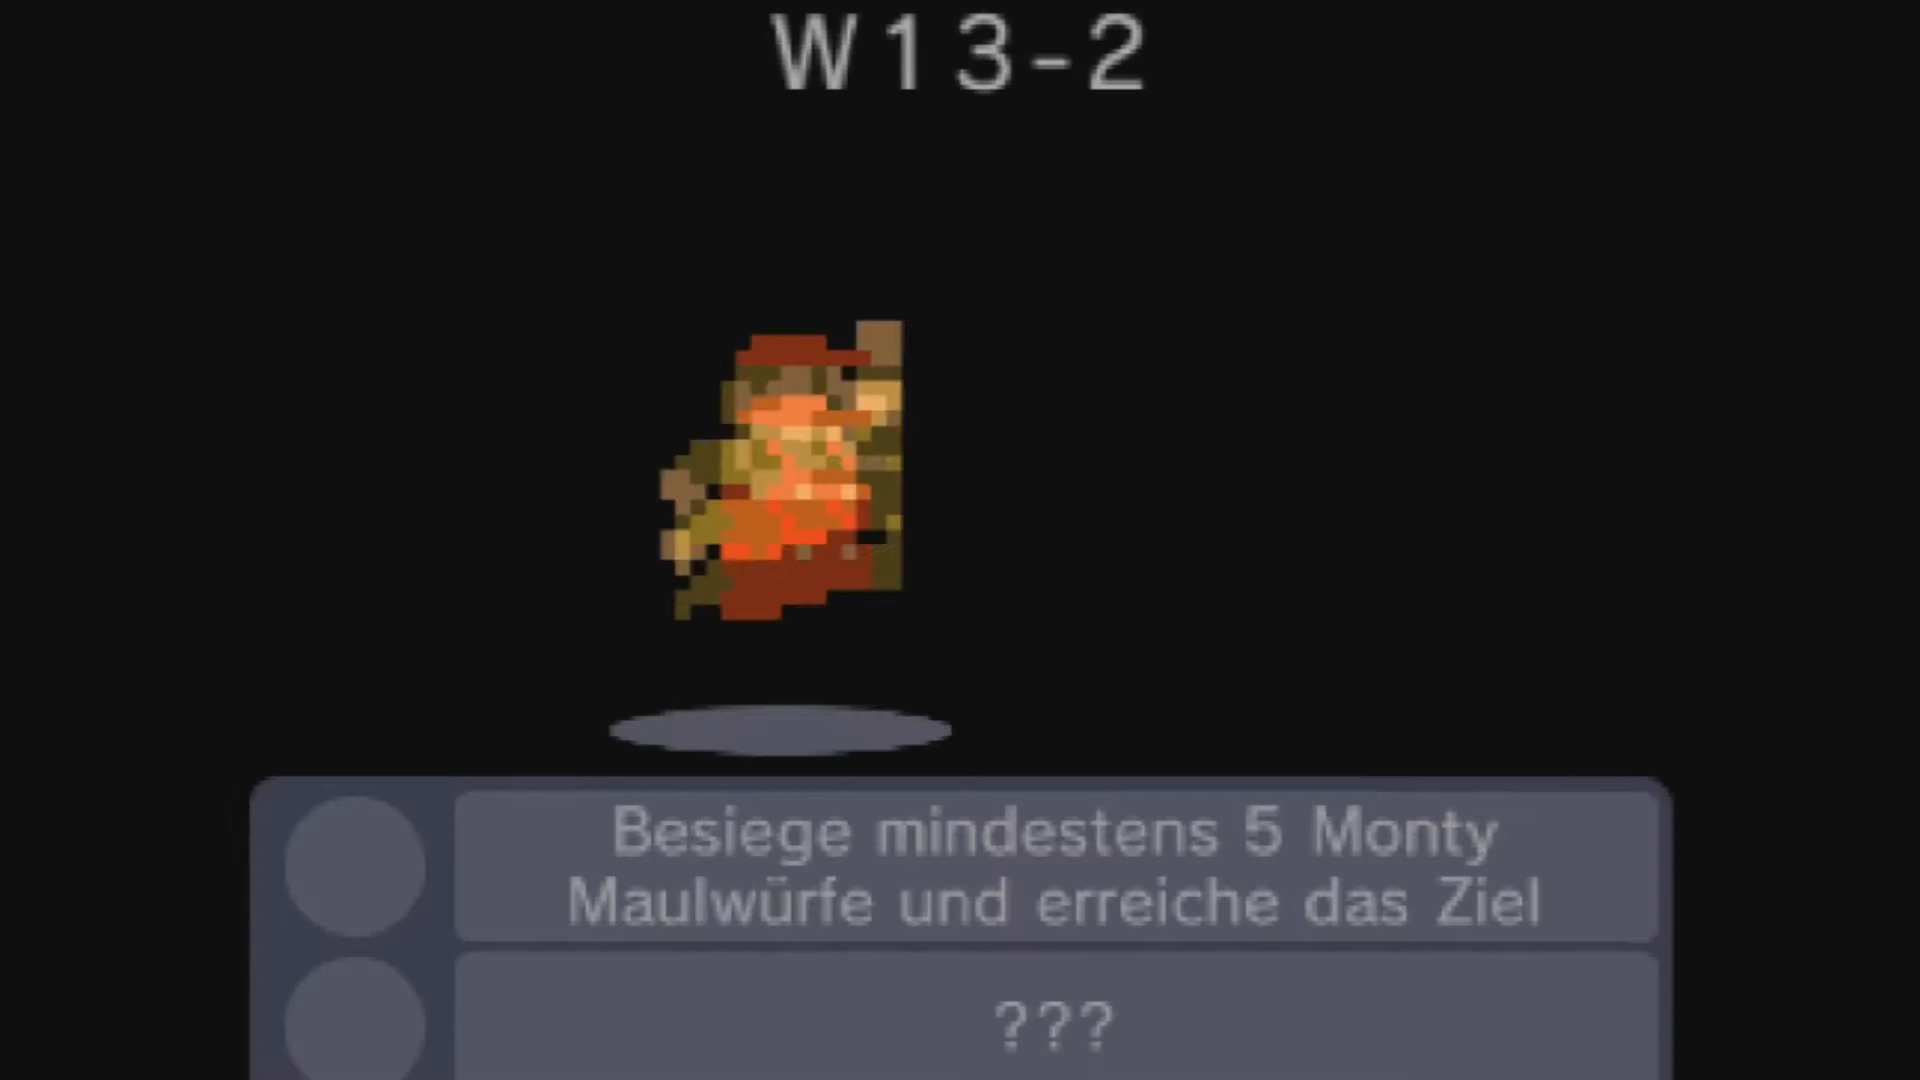 W13-2
Besiege mindestens 5 Monty
Maulwürfe und erreiche das Ziel
???